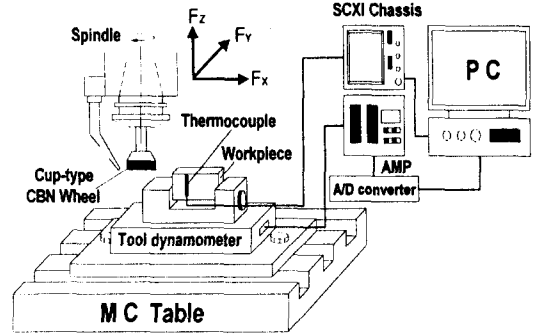 SCXI Chassis
Spindle
Fz
FY
Fx
P C
Thermocouple
Workpiece
Cup-type
CBN Wheel
AMP
A/D converter
Tool dynamometer
M C Table